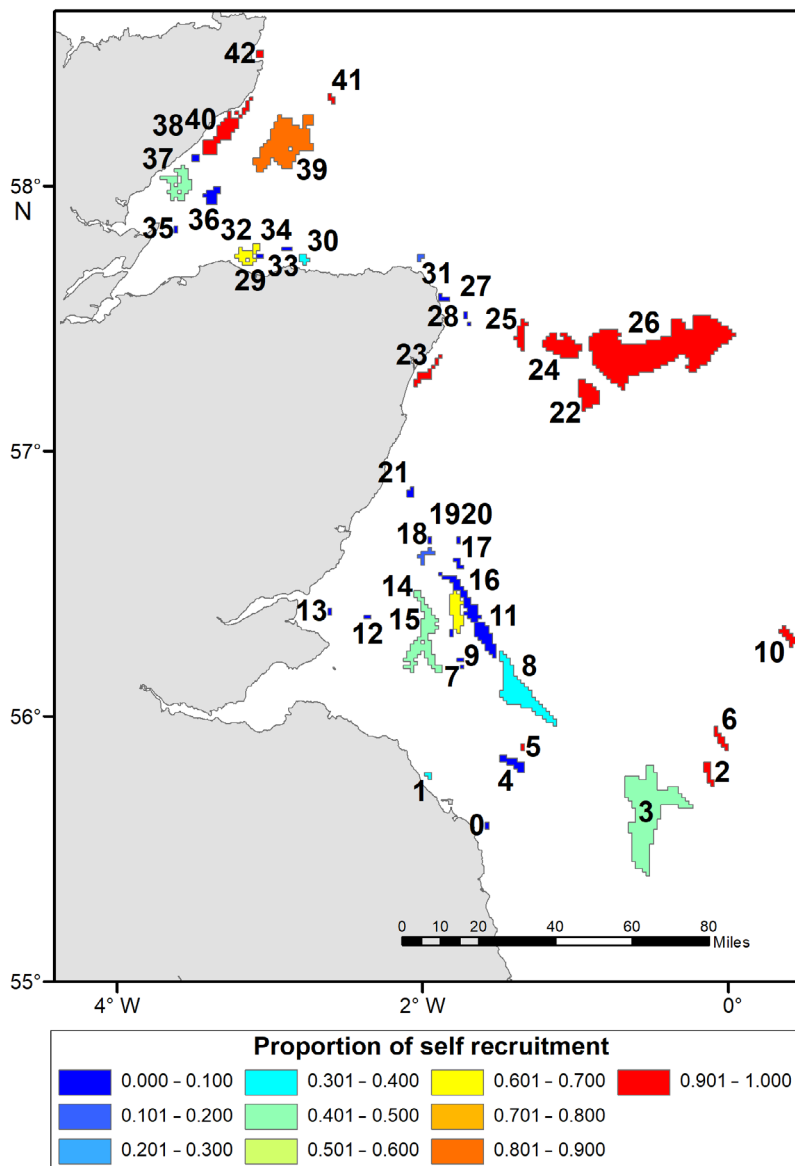 42
41
38 40
37
39
58°
N
36
35
32 34 30
33
29
31 27
28 25 26
23
24
22
57°
21
1920
18
17
14 16
13 15 11
12
9 8
7
10
56°
6
5
2
4
1 3
0
0 20 40 60 80
Miles
55°
4° W 2° W 0°
Proportion of self recruitment
0.000 – 0.100 0.301 – 0.400 0.601 – 0.700 0.901 – 1.000
0.101 – 0.200 0.401 – 0.500 0.701 – 0.800
0.201 – 0.300 0.501 – 0.600 0.801 – 0.900